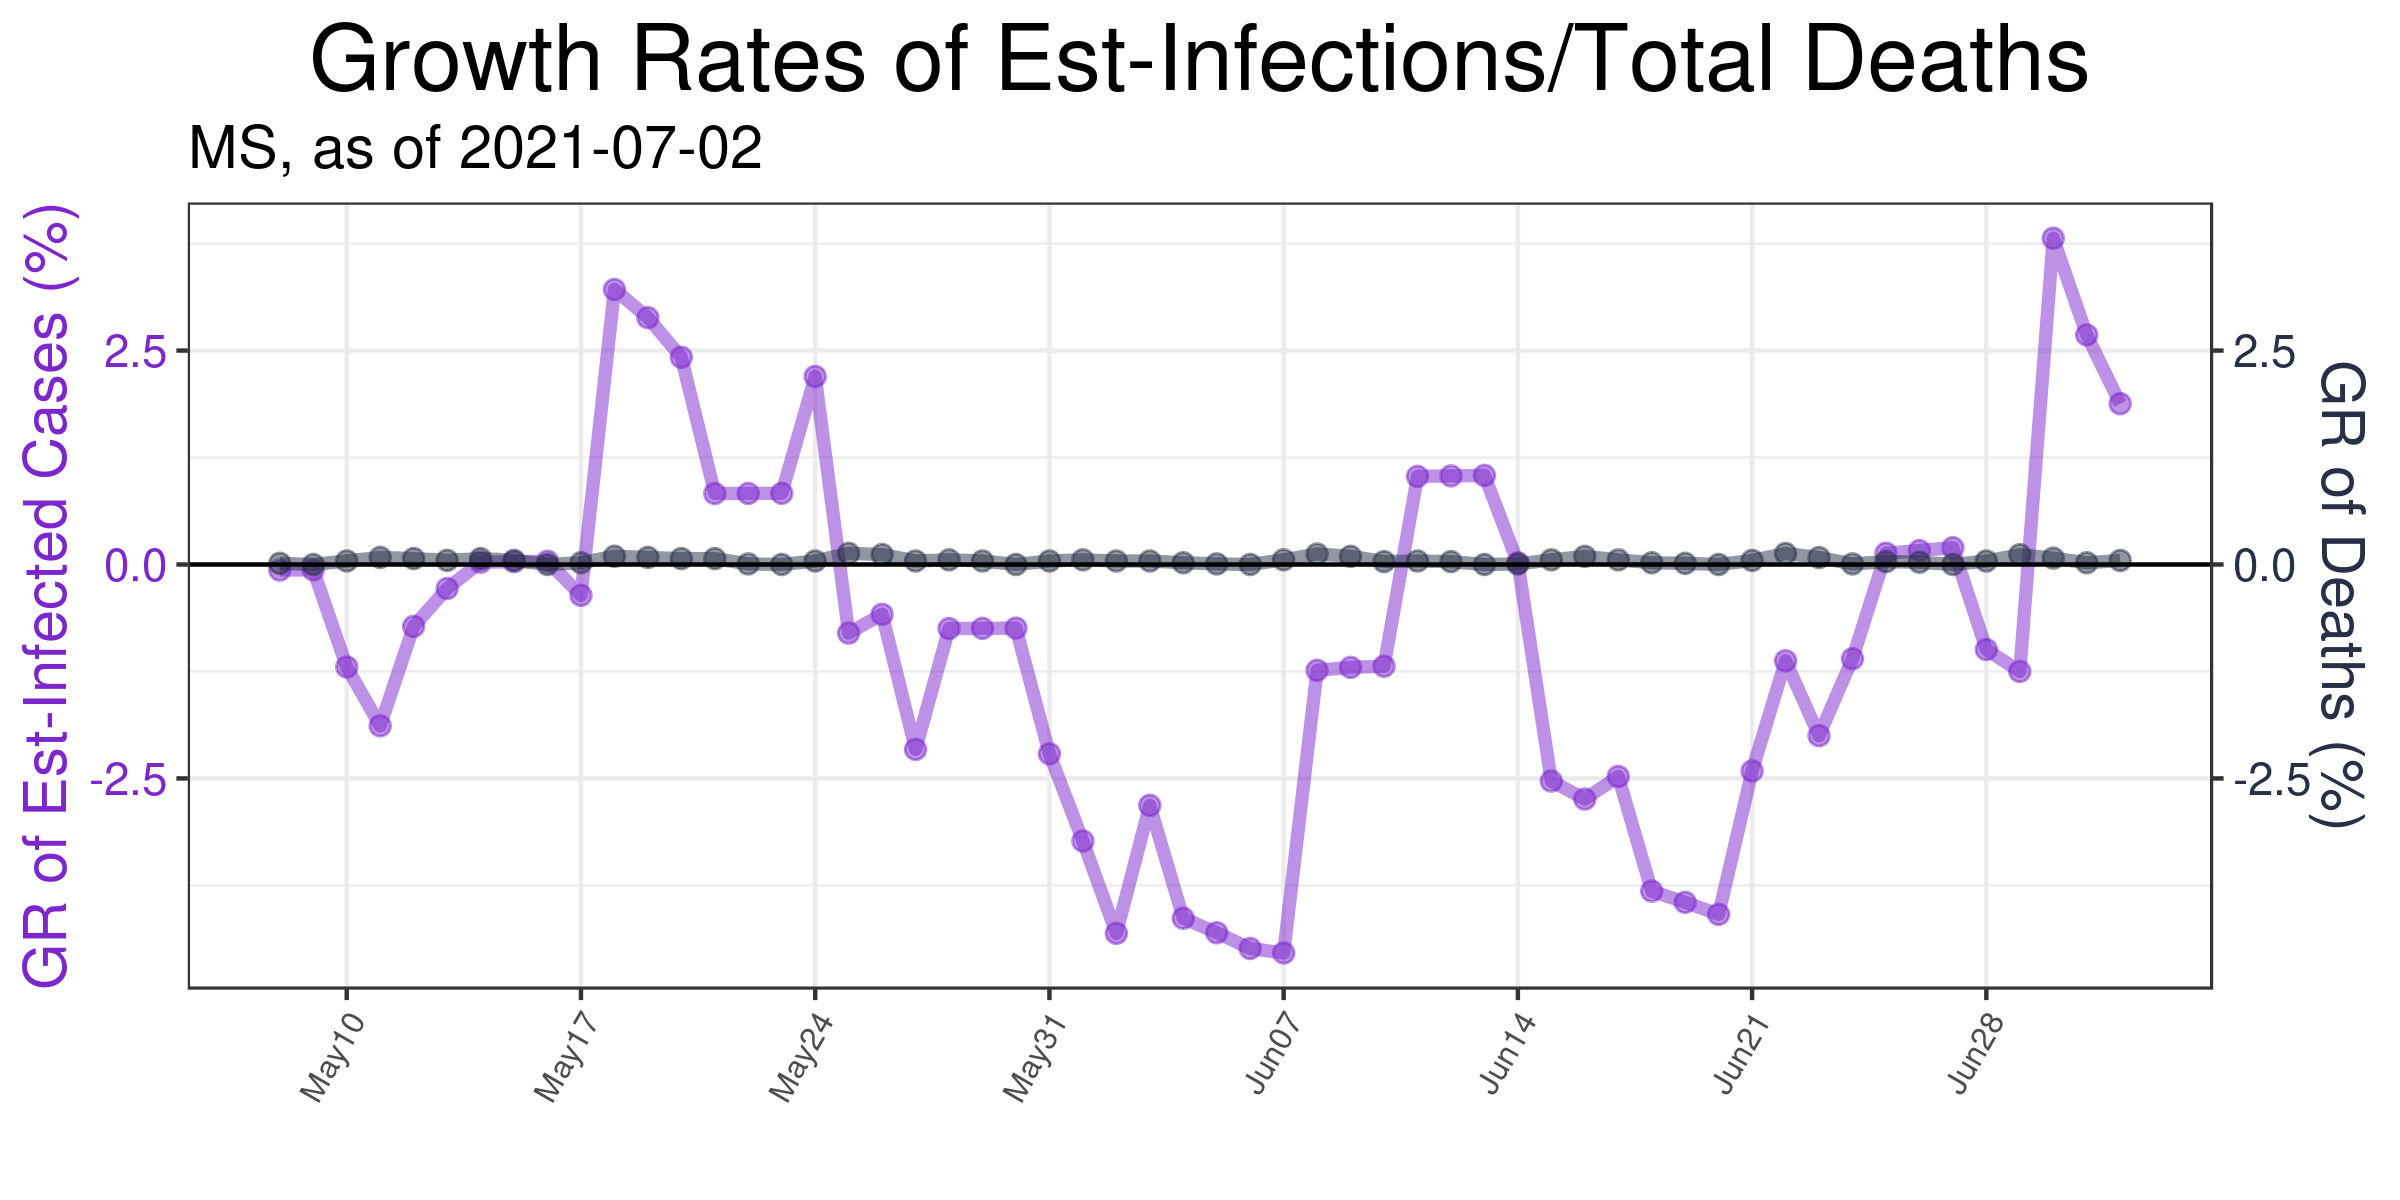 Growth Rates of Est-Infections/Total Deaths
MS, as of 2021-07-02
GR of Est-Infected Cases (%)
2.5
0.0
-2.5
2.5
0.0
-2.5
GR of Deaths (%)
May10
May17
May24
May31
Jun07
Jun14
Jun21
Jun28